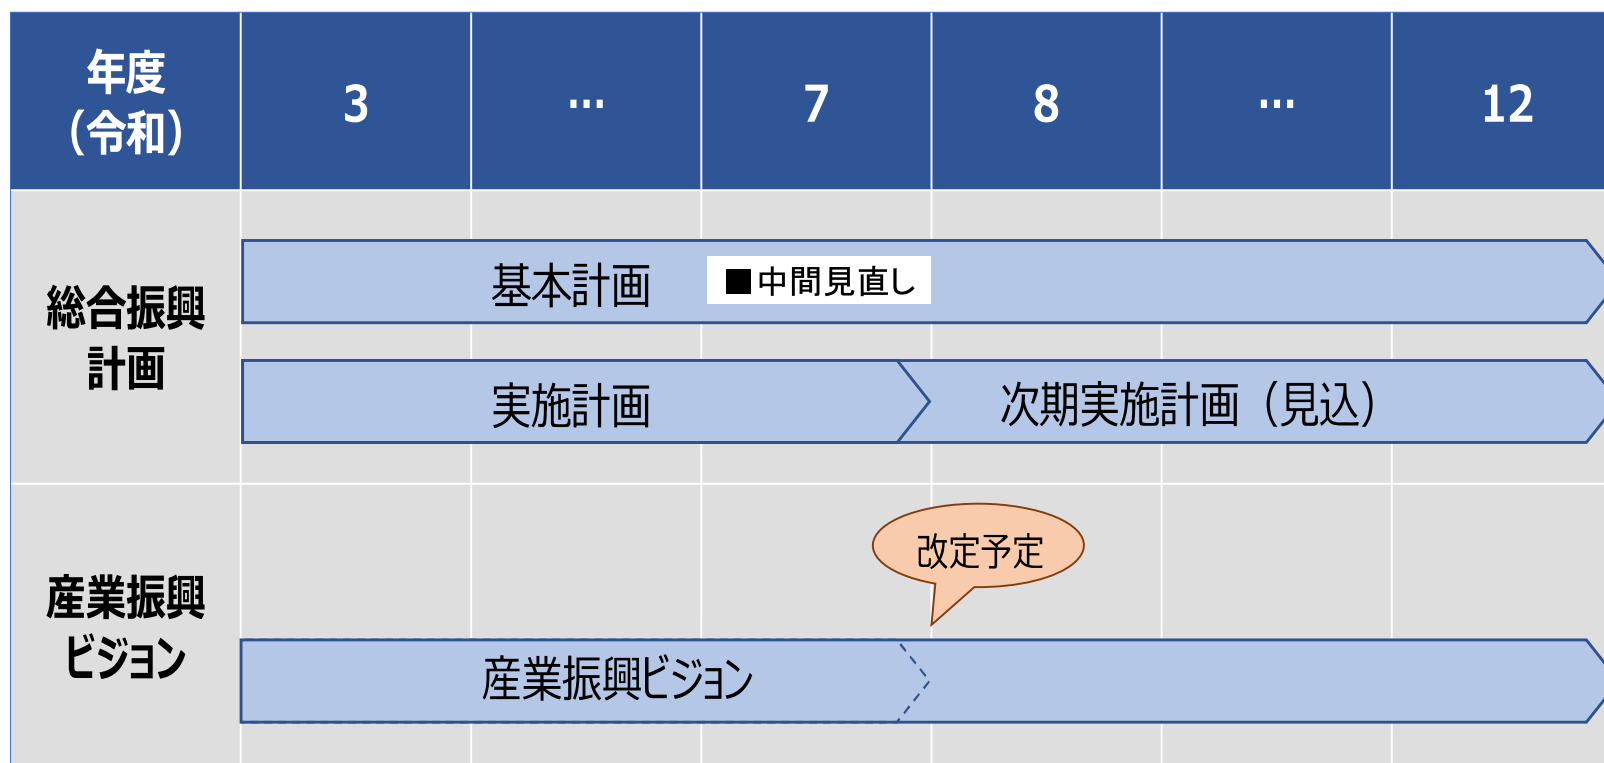 年度
（令和）
3
…
7
8
…
12
総合振興
計画
基本計画
■中間見直し
実施計画
次期実施計画（見込）
産業振興
ビジョン
改定予定
産業振興ビジョン